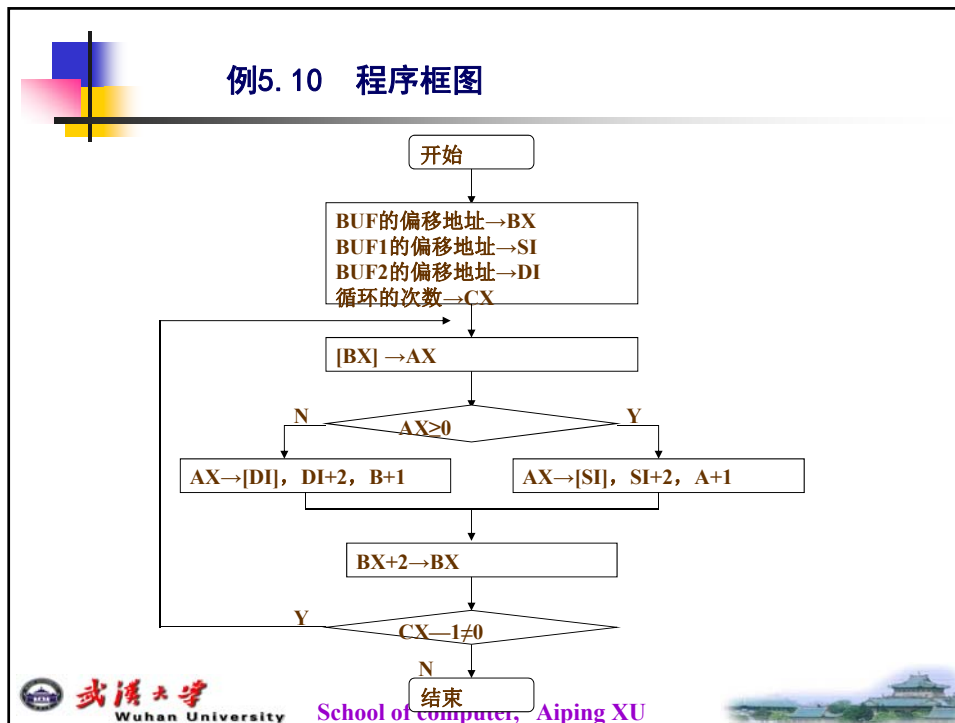 例5.10 程序框图
开始
BUF的偏移地址→BX
BUF1的偏移地址→SI
BUF2的偏移地址→DI
循环的次数→CX
[BX] →AX
N
Y
AX≥0
AX→[DI]，DI+2，B+1
AX→[SI]，SI+2，A+1
BX+2→BX
Y
CX—1≠0
N
结束
武汉大学
Wuhan University
School of computer, Aiping XU